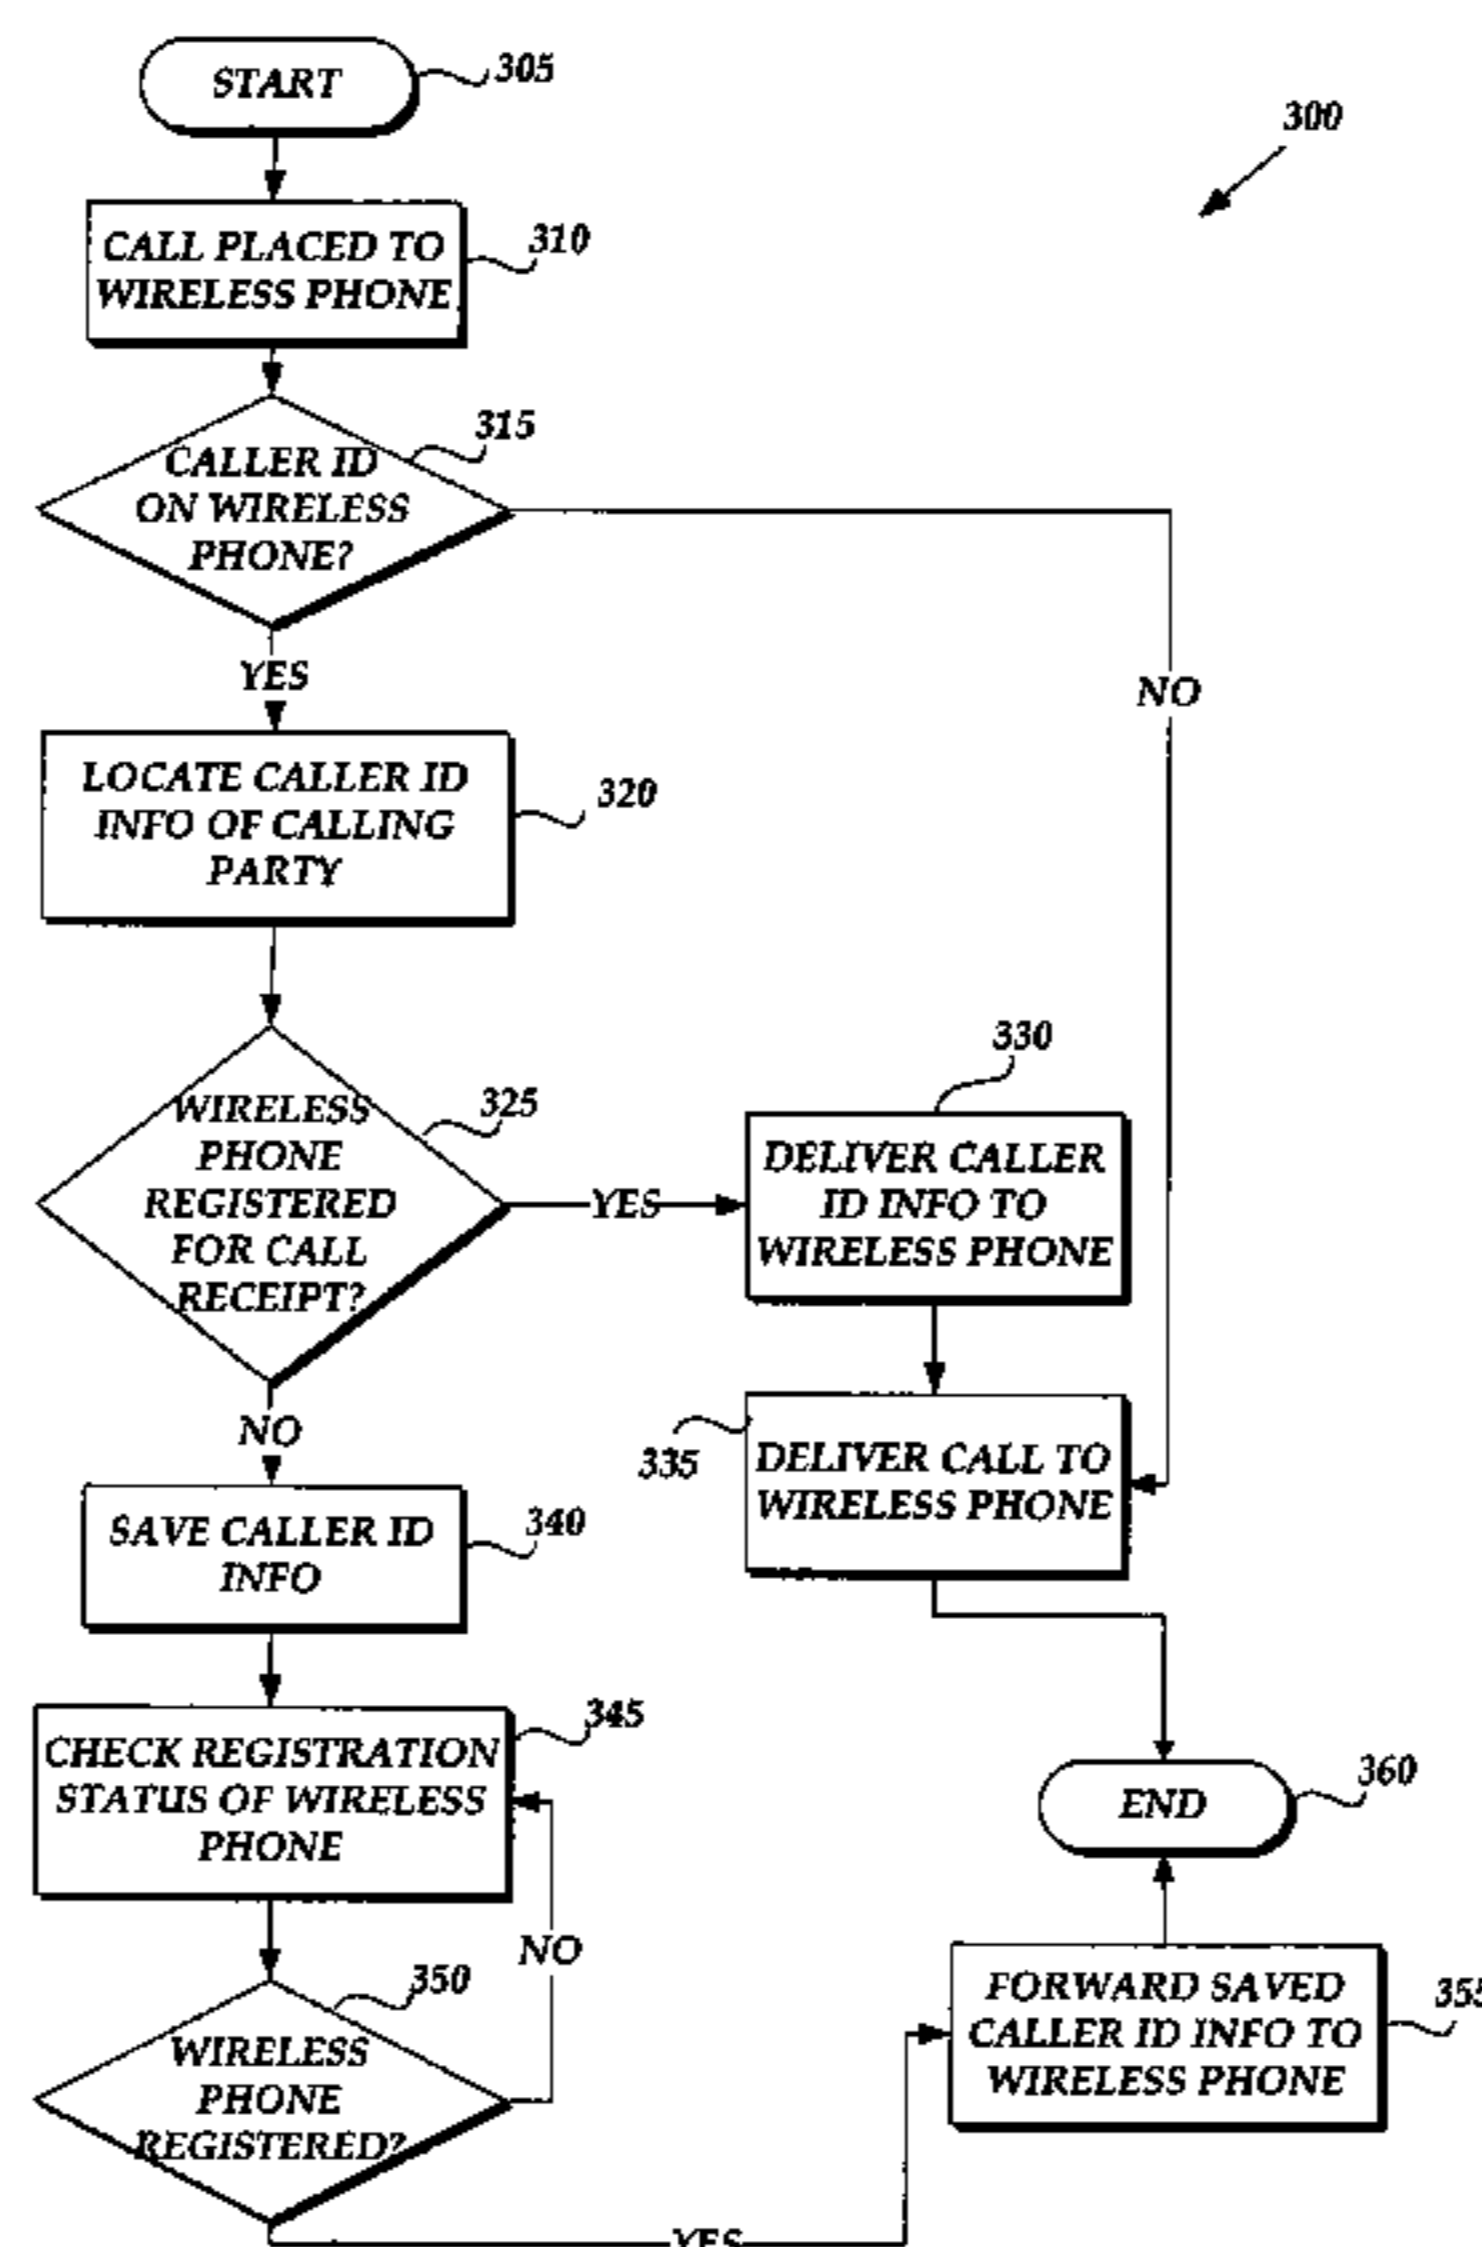 START
305
300
CALL PLACED TO
WIRELESS PHONE
310
CALLER ID
ON WIRELESS
PHONE?
315
YES
NO
LOCATE CALLER ID
INFO OF CALLING
PARTY
320
WIRELESS
PHONE
REGISTERED
FOR CALL
RECEIPT?
325
YES
330
DELIVER CALLER
ID INFO TO
WIRELESS PHONE
NO
335
DELIVER CALL TO
WIRELESS PHONE
SAVE CALLER ID
INFO
340
CHECK REGISTRATION
STATUS OF WIRELESS
PHONE
345
END
360
NO
WIRELESS
PHONE
REGISTERED?
350
FORWARD SAVED
CALLER ID INFO TO
WIRELESS PHONE
355
YES